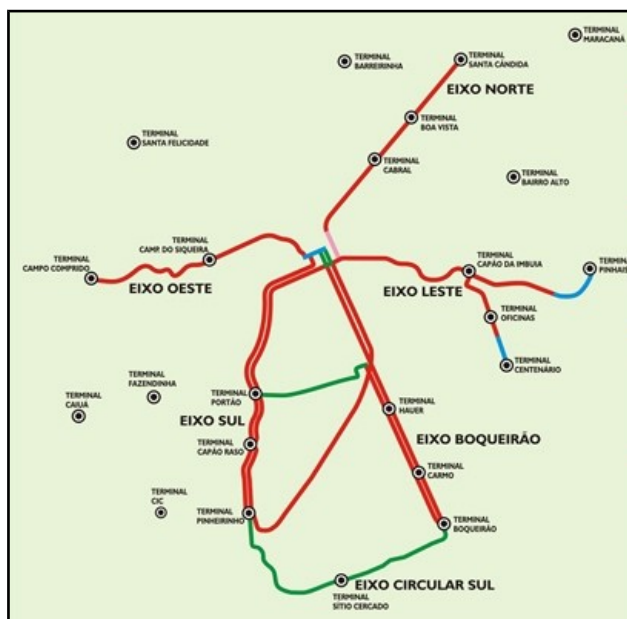 TERMINAL
MARACANÁ
TERMINAL
BARREIRINHA
TERMINAL
SANTA CÂNDIDA
EIXO NORTE
TERMINAL
BOA VISTA
TERMINAL
SANTA FELICIDADE
TERMINAL
CABRAL
TERMINAL
BAIRRO ALTO
TERMINAL
CAMP. DO SIQUEIRA
TERMINAL
CAMPO COMPRIDO
EIXO OESTE
TERMINAL
CAPÃO DA IMBUIA
TERMINAL
PINHAIS
EIXO LESTE
TERMINAL
OFICINAS
TERMINAL
CENTENÁRIO
TERMINAL
FAZENDINHA
TERMINAL
PORTÃO
TERMINAL
CAIUÁ
EIXO SUL
TERMINAL
HAUER
TERMINAL
CAPÃO RASO
EIXO BOQUEIRÃO
TERMINAL
CARMO
TERMINAL
CIC
TERMINAL
PINHEIRINHO
TERMINAL
BOQUEIRÃO
EIXO CIRCULAR SUL
TERMINAL
SÍTIO CERCADO